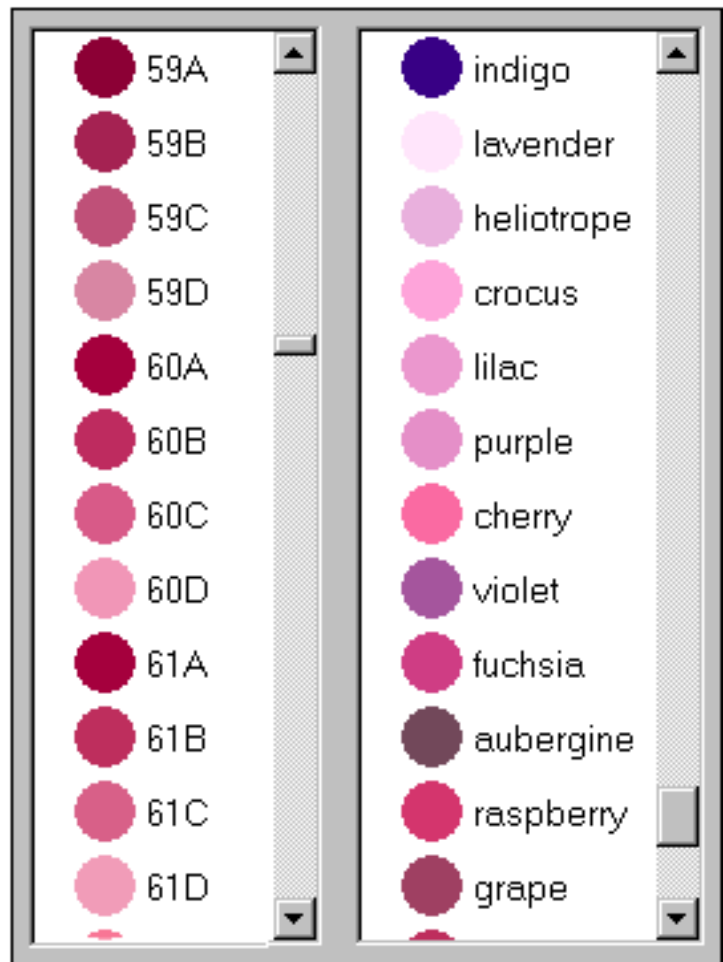 59A
59B
59C
59D
60A
60B
60C
60D
61A
61B
61C
61D
indigo
lavender
heliotrope
crocus
lilac
purple
cherry
violet
fuchsia
aubergine
raspberry
grape